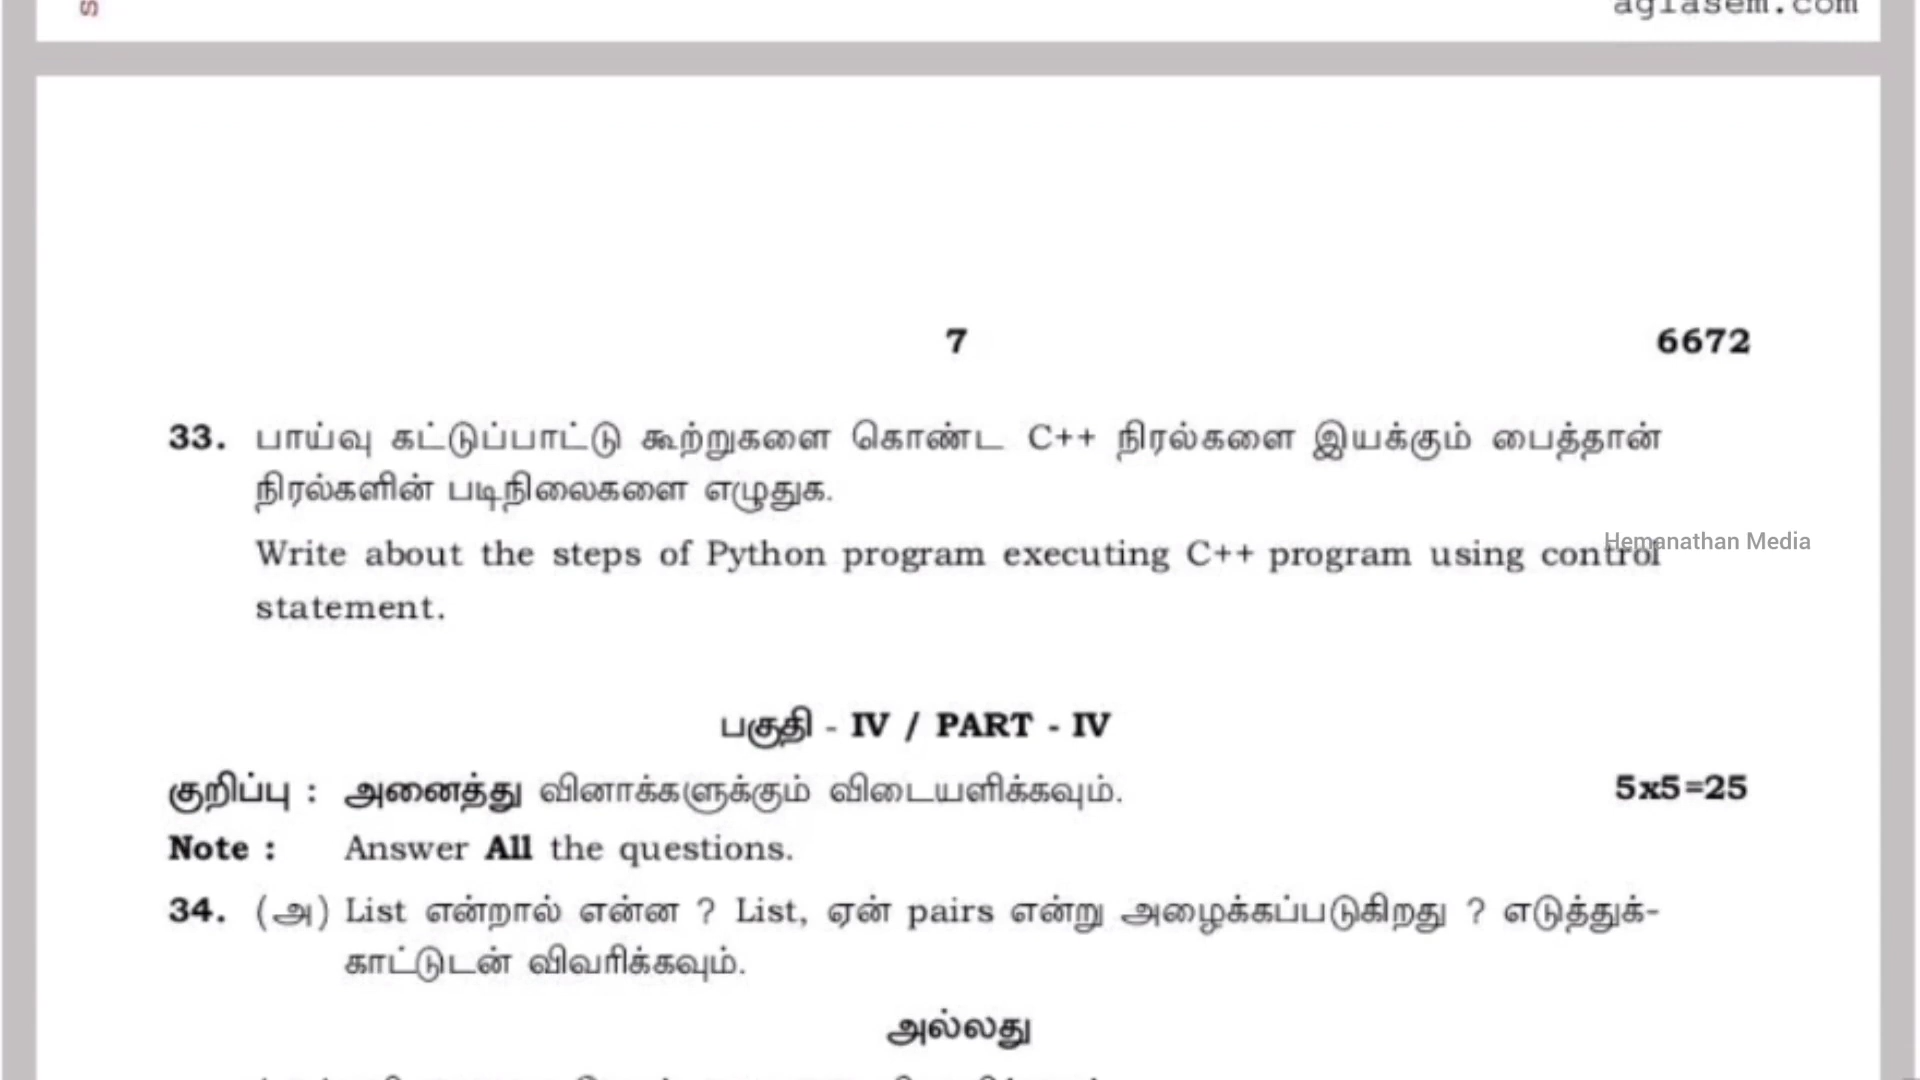 aglasem.com
7
6672
33. பாய்வு கட்டுப்பாட்டு கூற்றுகளை கொண்ட C++ நிரல்களை இயக்கும் பைத்தான்
நிரல்களின் படிநிலைகளை எழுதுக.
Write about the steps of Python program executing C++ program using control
Hemanathan Media
statement.
பகுதி - IV / PART - IV
குறிப்பு : அனைத்து வினாக்களுக்கும் விடையளிக்கவும். 5x5=25
Note : Answer All the questions.
34. (அ) List என்றால் என்ன ? List, ஏன் pairs என்று அழைக்கப்படுகிறது ? எடுத்துக்-
காட்டுடன் விவரிக்கவும்.
அல்லது